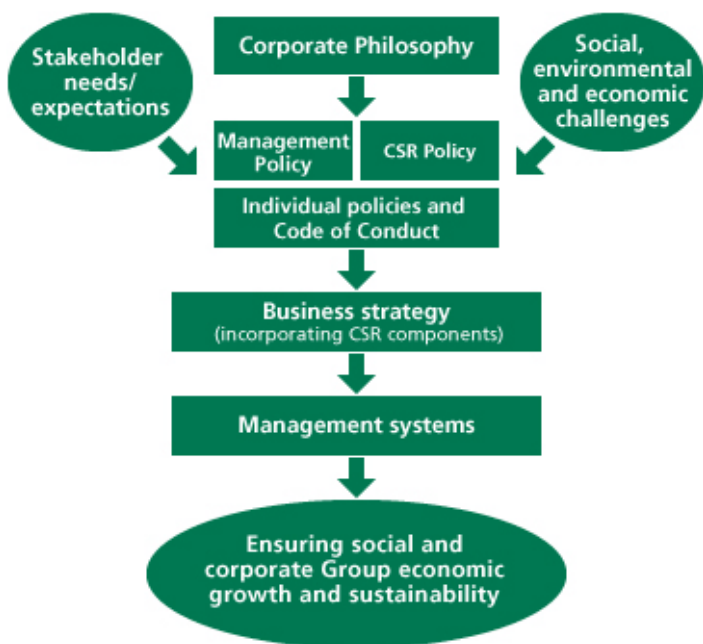 Stakeholder
needs/
expectations
Corporate Philosophy
Social,
environmental
and economic
challenges
Management
Policy
CSR Policy
Individual policies and
Code of Conduct
Business strategy
(incorporating CSR components)
Management systems
Ensuring social and
corporate Group economic
growth and sustainability